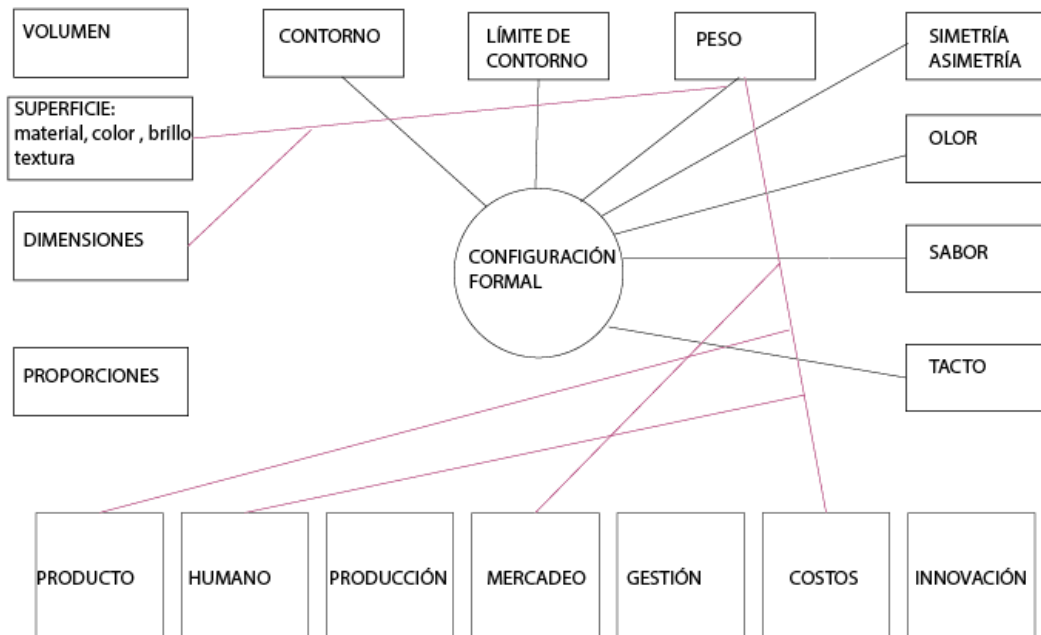 VOLUMEN
CONTORNO
LÍMITE DE
CONTORNO
PESO
SIMETRÍA
ASIMETRÍA
SUPERFICIE:
material, color , brillo
textura
OLOR
DIMENSIONES
CONFIGURACIÓN
FORMAL
SABOR
PROPORCIONES
TACTO
PRODUCTO
HUMANO
PRODUCCIÓN
MERCADEO
GESTIÓN
COSTOS
INNOVACIÓN